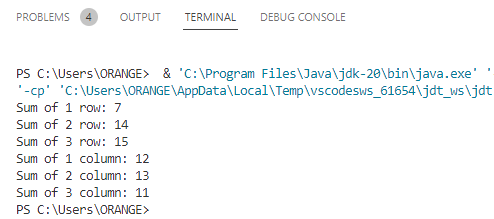 PROBLEMS 4 OUTPUT TERMINAL DEBUG CONSOLE
PS C:\Users\ORANGE>  & 'C:\Program Files\Java\jdk-20\bin\java.exe' '
'-cp' 'C:\Users\ORANGE\AppData\Local\Temp\vscodesws_61654\jdt_ws\jdt
Sum of 1 row: 7
Sum of 2 row: 14
Sum of 3 row: 15
Sum of 1 column: 12
Sum of 2 column: 13
Sum of 3 column: 11
PS C:\Users\ORANGE>